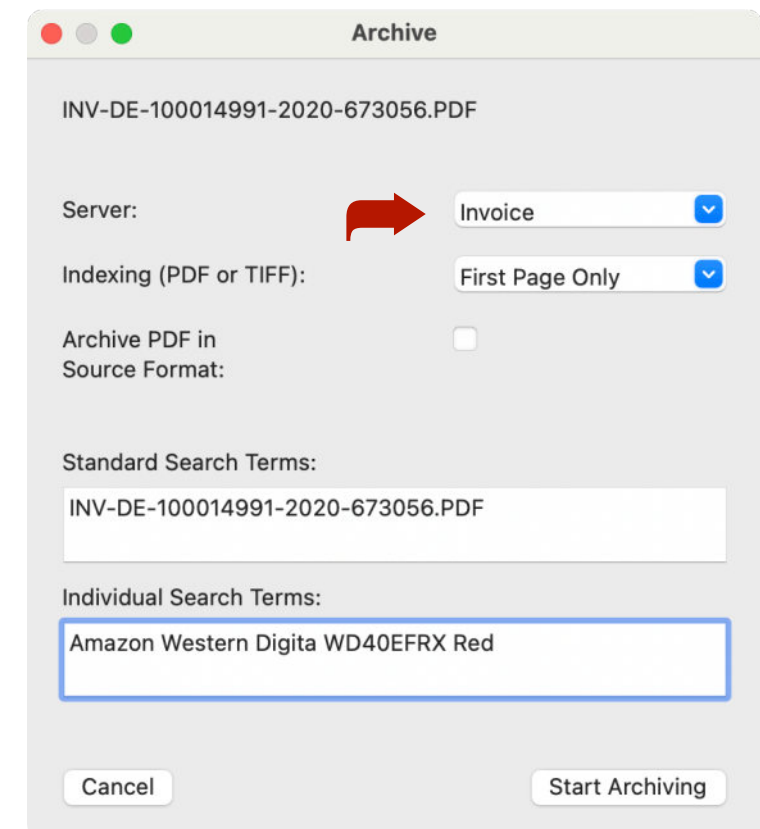 Archive
INV-DE-100014991-2020-673056.PDF
Server:
Invoice
Indexing (PDF or TIFF):
First Page Only
Archive PDF in
Source Format:
Standard Search Terms:
INV-DE-100014991-2020-673056.PDF
Individual Search Terms:
Amazon Western Digita WD40EFRX Red
Cancel
Start Archiving